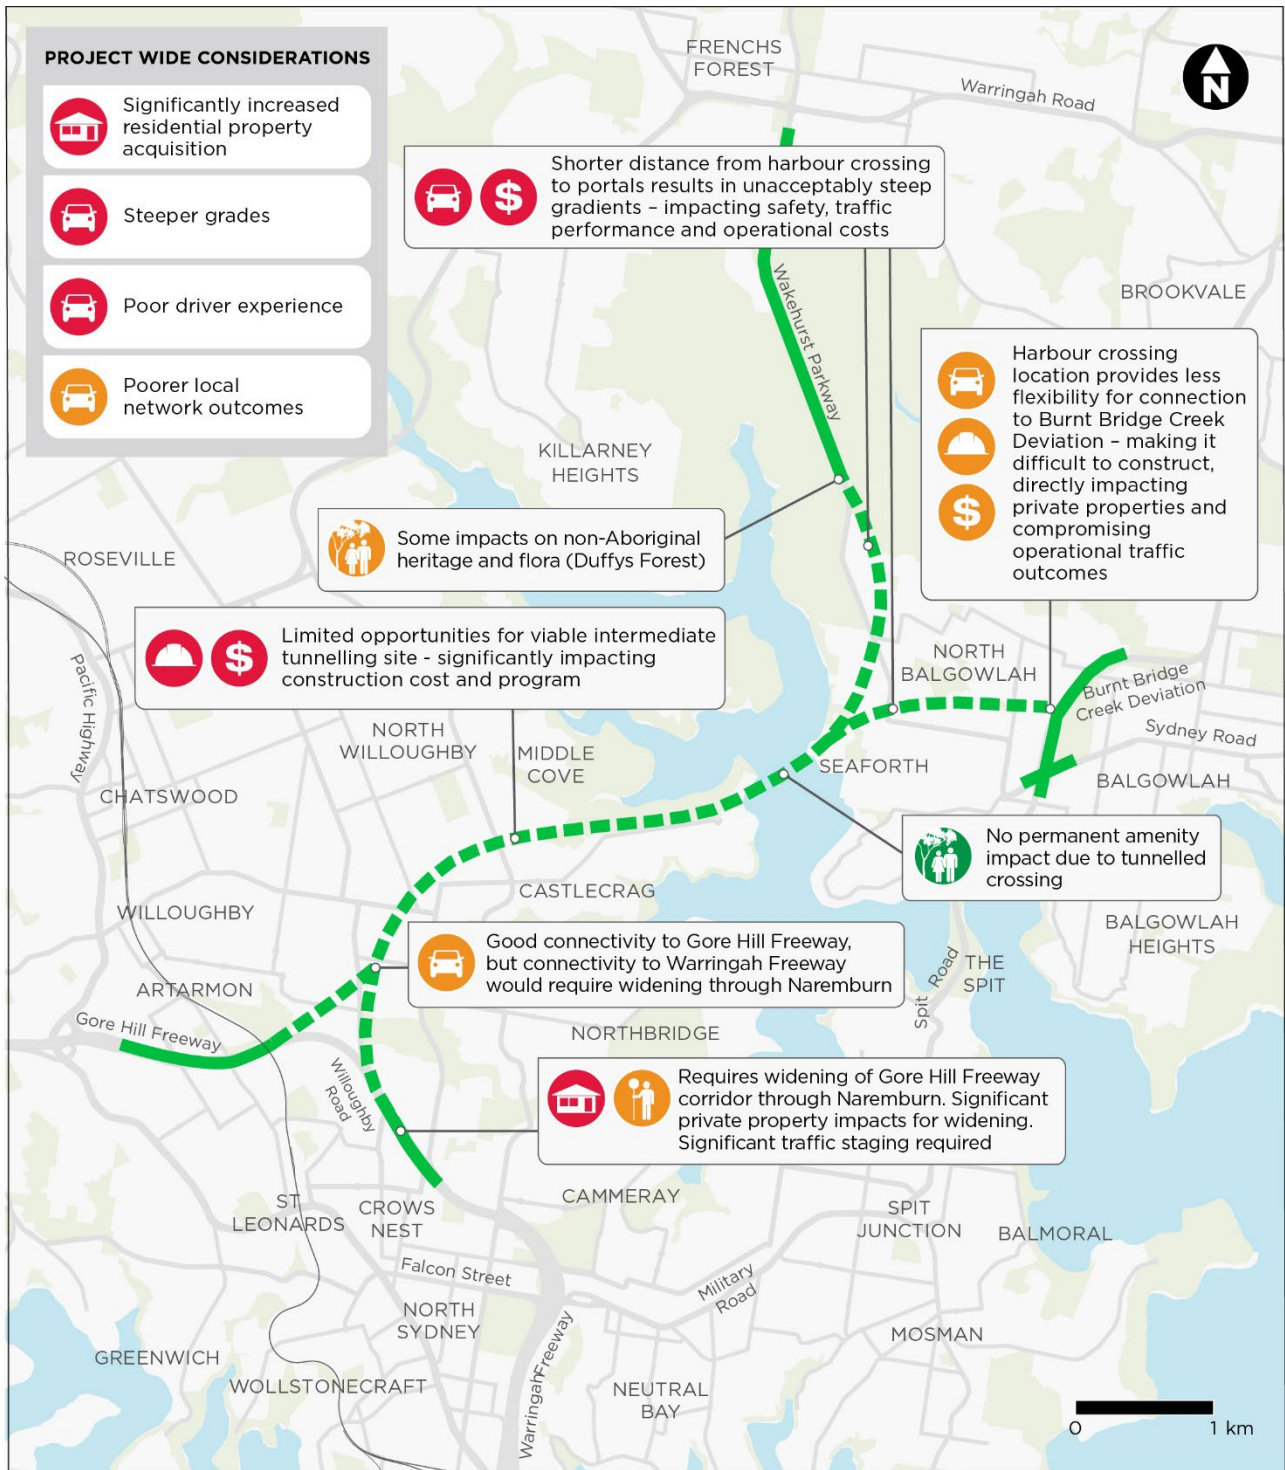 PROJECT WIDE CONSIDERATIONS
Significantly increased
residential property
acquisition
Steeper grades
Poor driver experience
Poorer local
network outcomes
FRENCHS
FOREST
Warringah Road
N
Shorter distance from harbour crossing
to portals results in unacceptably steep
gradients – impacting safety, traffic
performance and operational costs
$
Wakehurst Parkway
BROOKVALE
Harbour crossing
location provides less
flexibility for connection
to Burnt Bridge Creek
Deviation – making it
difficult to construct,
directly impacting
private properties and
compromising
operational traffic
outcomes
$
KILLARNEY
HEIGHTS
Some impacts on non-Aboriginal
heritage and flora (Duffys Forest)
ROSEVILLE
Limited opportunities for viable intermediate
tunnelling site - significantly impacting
construction cost and program
$
Pacific Highway
NORTH
BALGOWLAH
Burnt Bridge
Creek Deviation
Sydney Road
NORTH
WILLOUGHBY
MIDDLE
COVE
SEAFORTH
BALGOWLAH
CHATSWOOD
No permanent amenity
impact due to tunnelled
crossing
CASTLECRAG
WILLOUGHBY
BALGOWLAH
HEIGHTS
Good connectivity to Gore Hill Freeway,
but connectivity to Warringah Freeway
would require widening through Naremburn
Spit Road
THE
SPIT
ARTARMON
Gore Hill Freeway
NORTHBRIDGE
Willoughby
Road
Requires widening of Gore Hill Freeway
corridor through Naremburn. Significant
private property impacts for widening.
Significant traffic staging required
ST
LEONARDS
CROWS
NEST
CAMMERAY
SPIT
JUNCTION
BALMORAL
Falcon Street
Military
Road
NORTH
SYDNEY
MOSMAN
GREENWICH
WOLLSTONECRAFT
Warringah Freeway
NEUTRAL
BAY
0 1 km